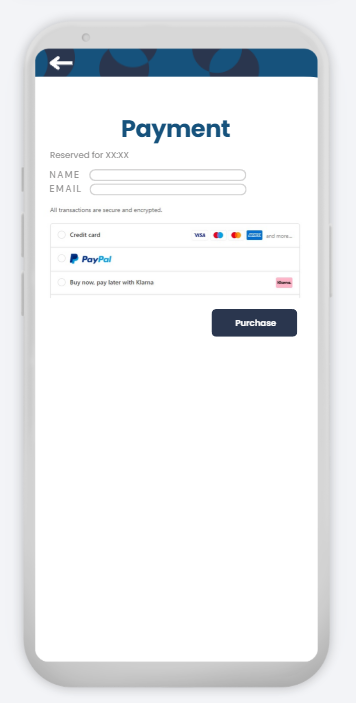 Payment
Reserved for XX:XX
NAME
EMAIL
All transactions are secure and encrypted.
Credit card VISA and more...
PayPal
Buy now, pay later with Klarna Klarna
Purchase